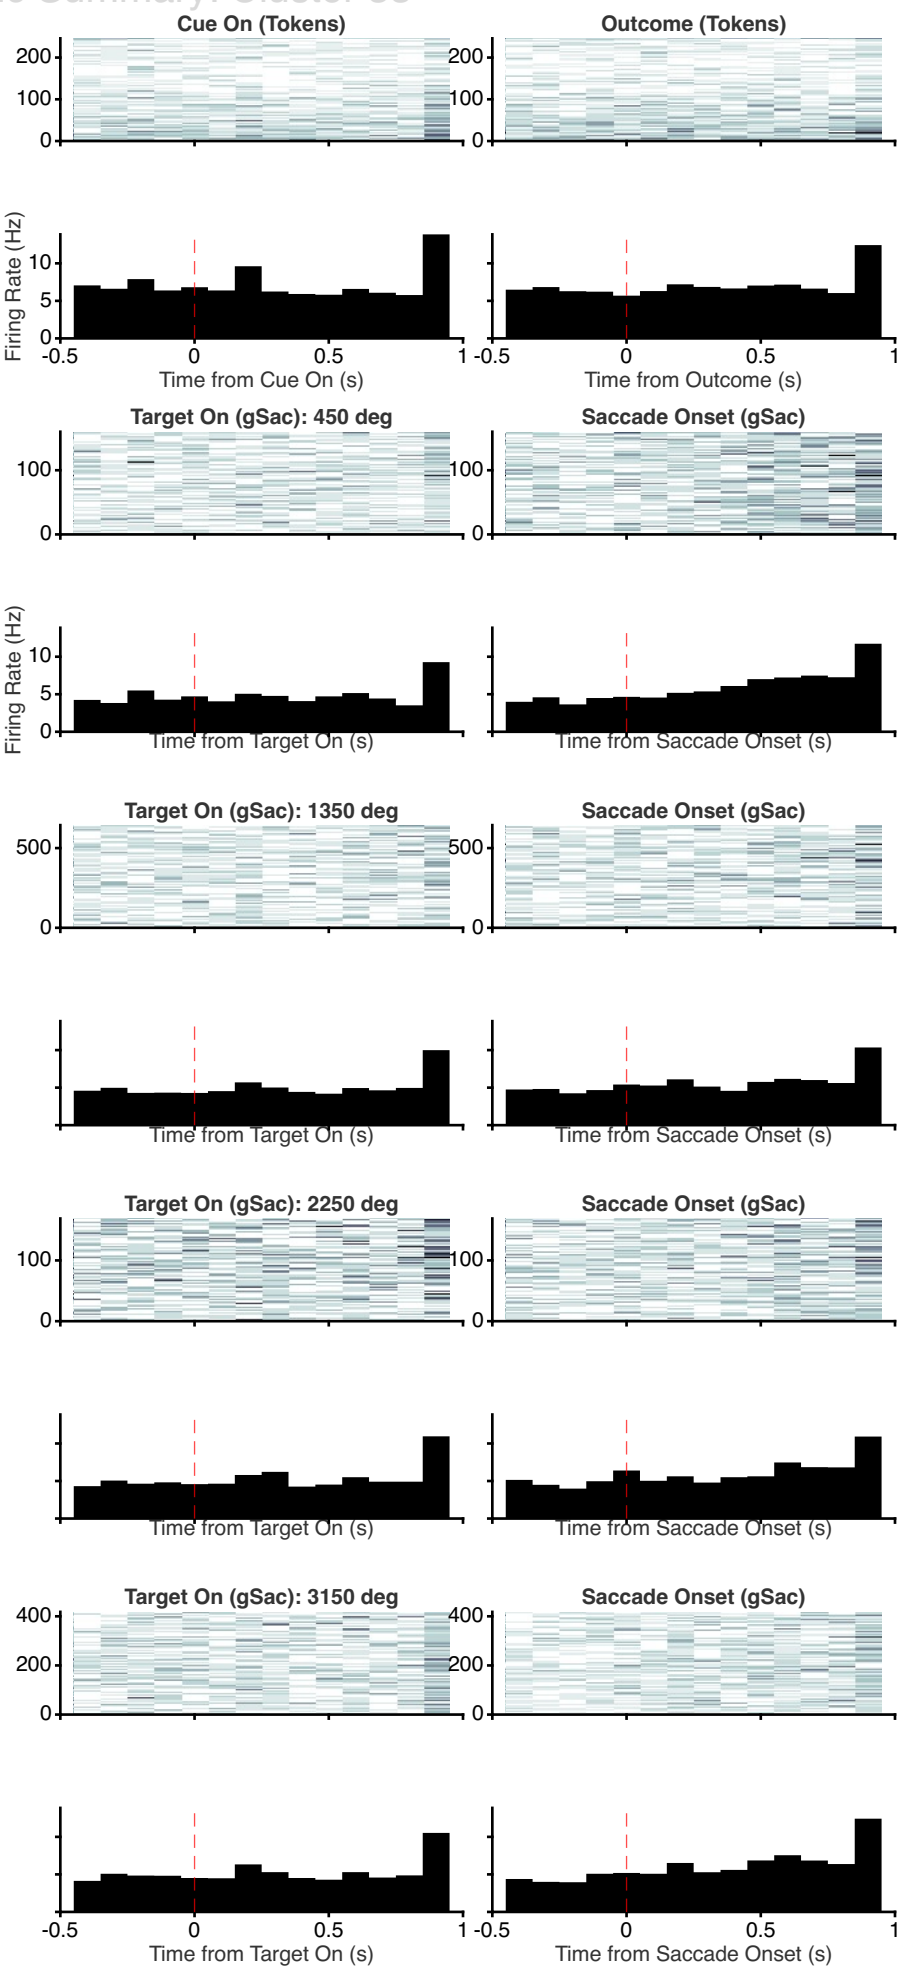 Summary: Cluster
Cue On (Tokens) Outcome (Tokens)
200 200
100 100
0 0
Firing Rate (Hz)
10
5
0
-0.5 0 0.5 1 -0.5 0 0.5 1
Time from Cue On (s) Time from Outcome (s)
Target On (gSac): 450 deg Saccade Onset (gSac)
100 100
0 0
Firing Rate (Hz)
10
5
0
Time from Target On (s) Time from Saccade Onset (s)
Target On (gSac): 1350 deg Saccade Onset (gSac)
500 500
0 0
Time from Target On (s) Time from Saccade Onset (s)
Target On (gSac): 2250 deg Saccade Onset (gSac)
100 100
0 0
Time from Target On (s) Time from Saccade Onset (s)
Target On (gSac): 3150 deg Saccade Onset (gSac)
400 400
200 200
0 0
-0.5 0 0.5 1 -0.5 0 0.5 1
Time from Target On (s) Time from Saccade Onset (s)